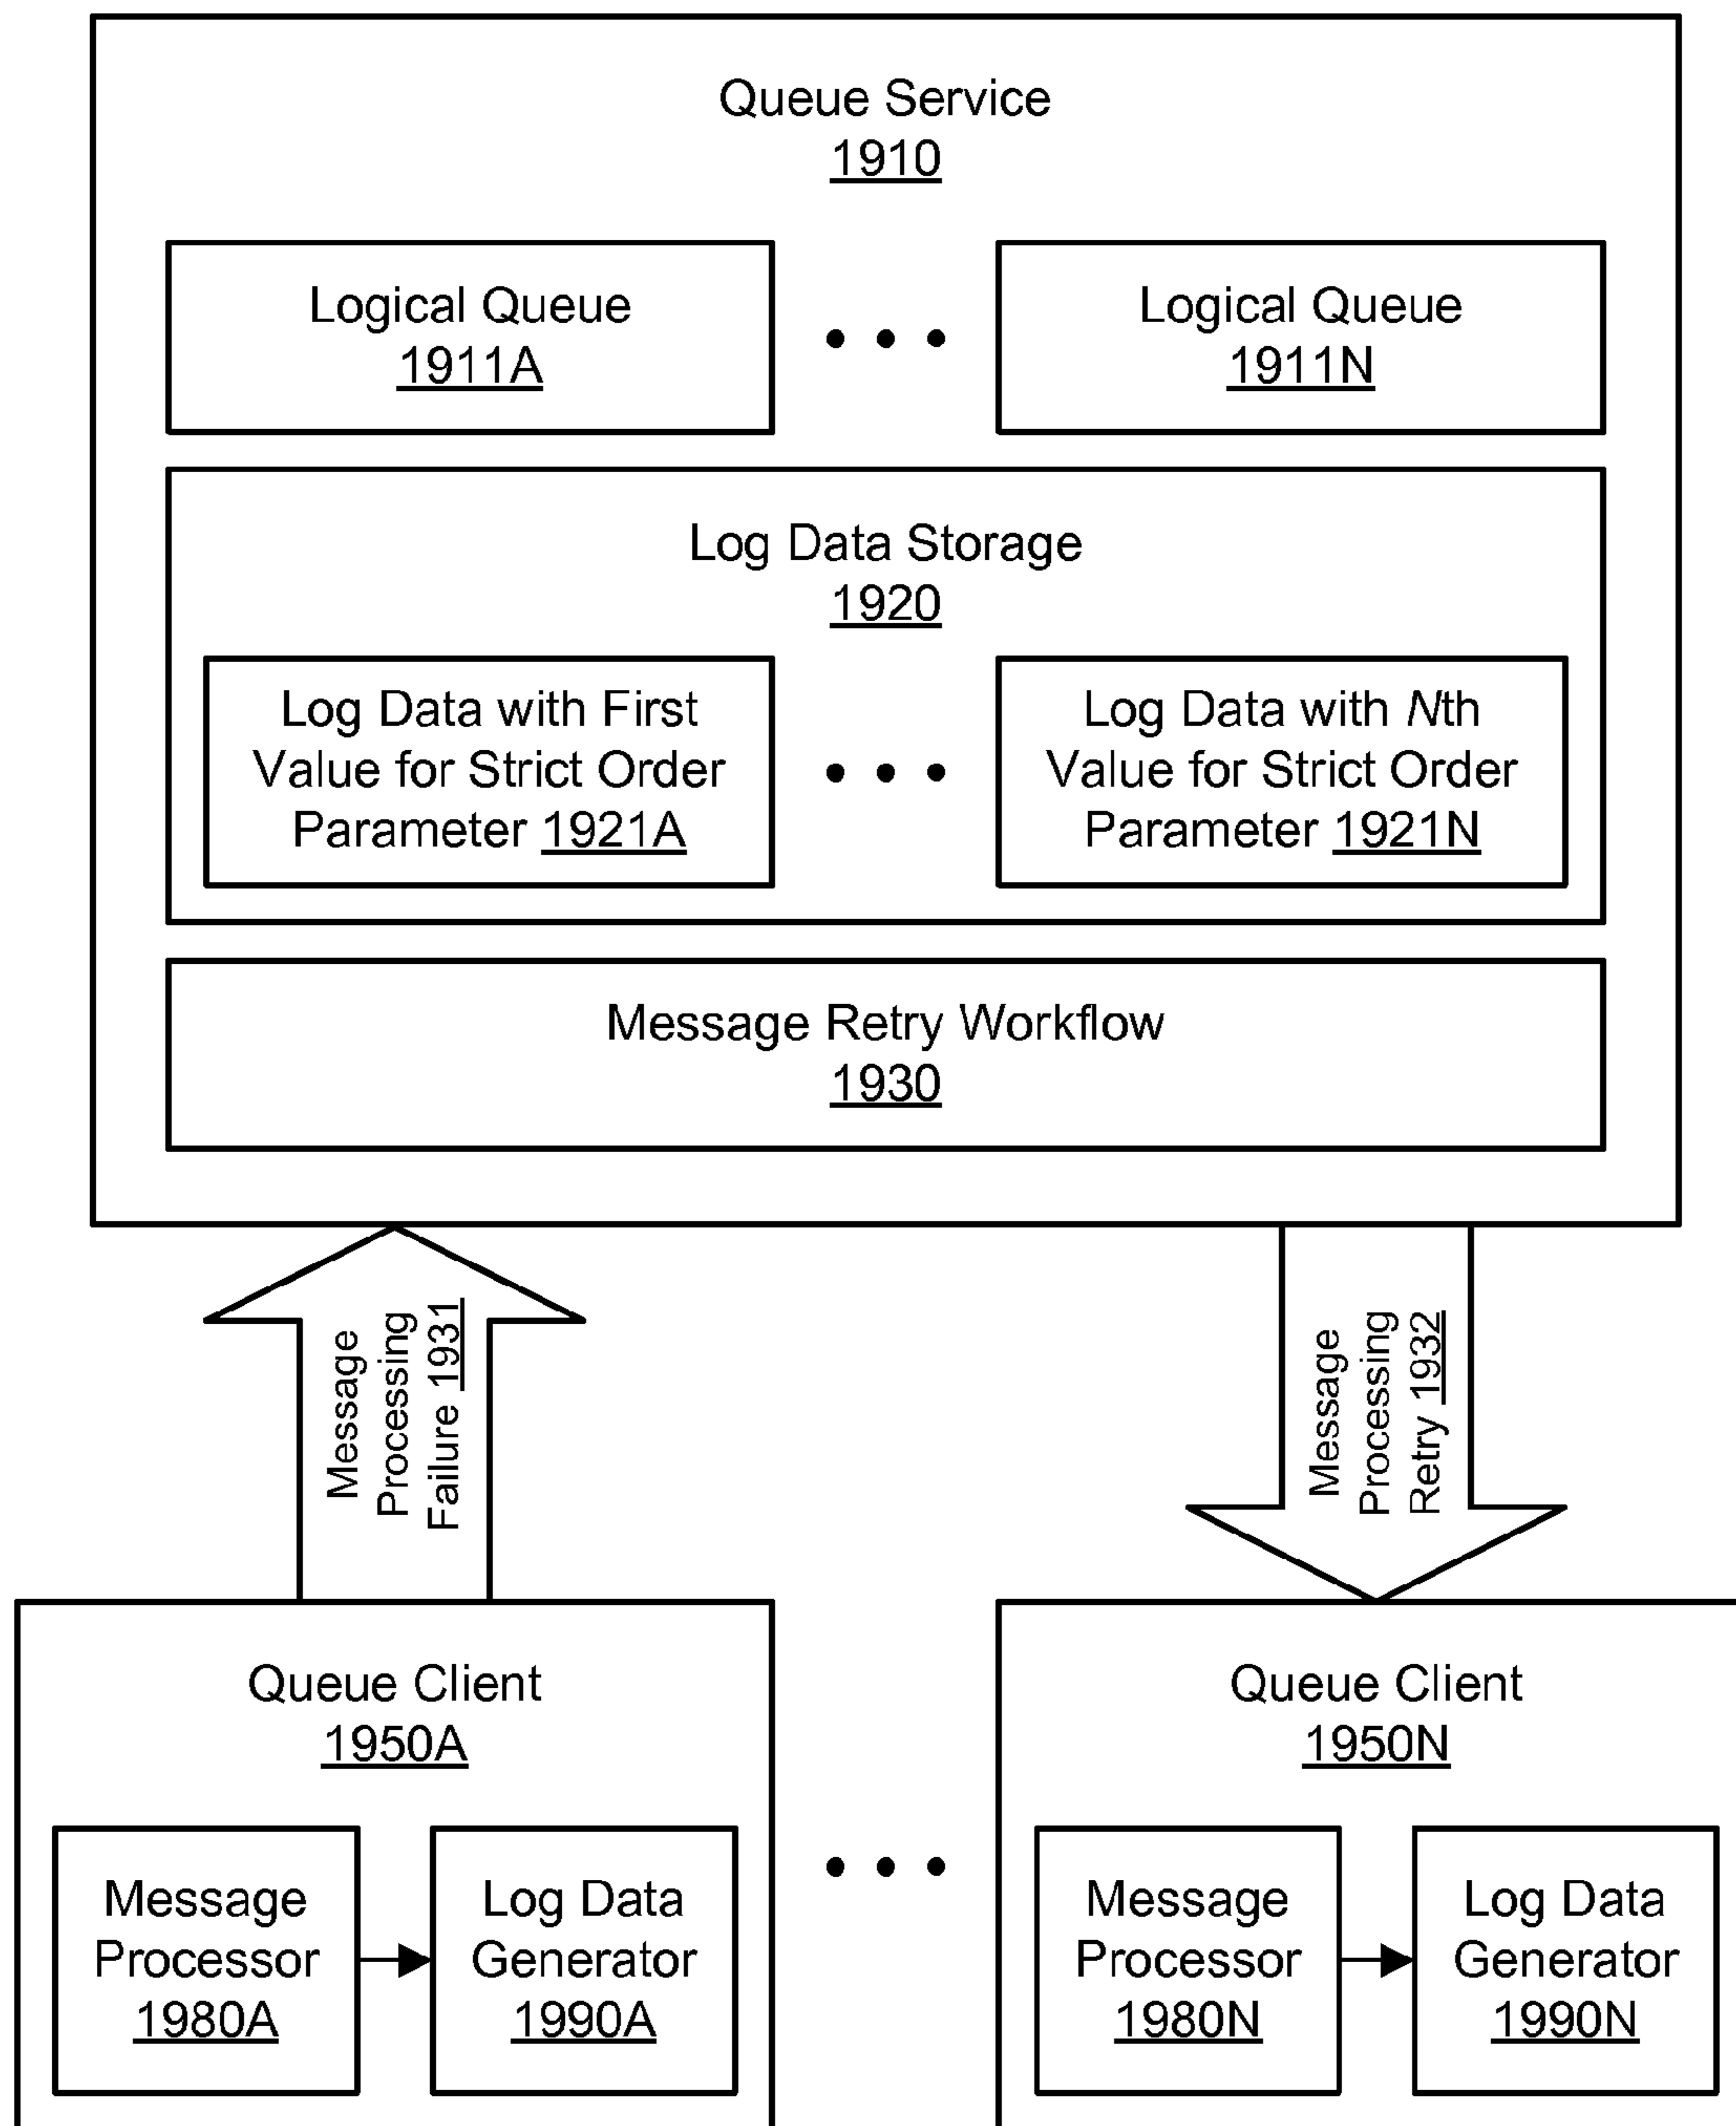 Queue Service
1910
Logical Queue
1911A
Logical Queue
1911N
Log Data Storage
1920
Log Data with First
Value for Strict Order
Parameter 1921A
Log Data with Nth
Value for Strict Order
Parameter 1921N
Message Retry Workflow
1930
Message
Processing
Failure 1931
Message
Processing
Retry 1932
Queue Client
1950A
Message
Processor
1980A
Log Data
Generator
1990A
Queue Client
1950N
Message
Processor
1980N
Log Data
Generator
1990N